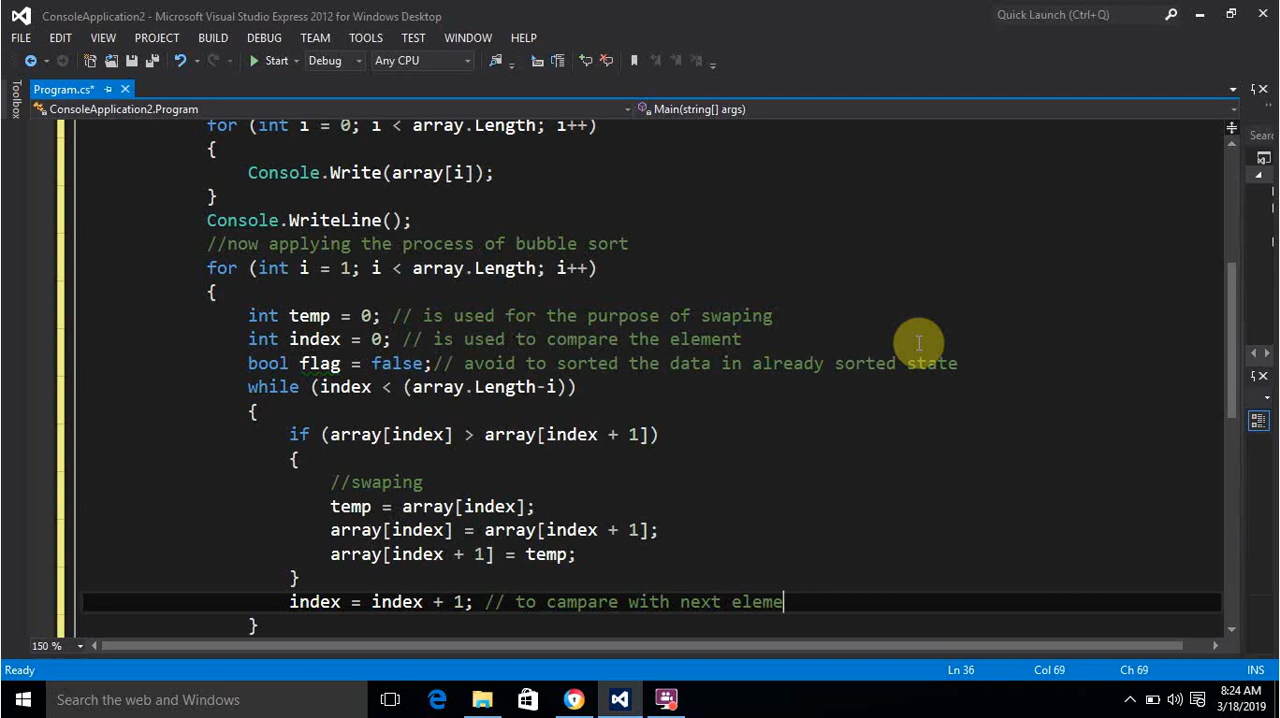 ConsoleApplication2 - Microsoft Visual Studio Express 2012 for Windows Desktop
Quick Launch (Ctrl+Q)
FILE EDIT VIEW PROJECT BUILD DEBUG TEAM TOOLS TEST WINDOW HELP
Start Debug Any CPU
Toolbox
Program.cs*
ConsoleApplication2.Program
Main(string[] args)
Searc
for (int i = 0; i < array.Length; i++)
{
Console.Write(array[i]);
}
Console.WriteLine();
//now applying the process of bubble sort
for (int i = 1; i < array.Length; i++)
{
int temp = 0; // is used for the purpose of swaping
int index = 0; // is used to compare the element
bool flag = false;// avoid to sorted the data in already sorted state
while (index < (array.Length-i))
{
if (array[index] > array[index + 1])
{
//swaping
temp = array[index];
array[index] = array[index + 1];
array[index + 1] = temp;
}
index = index + 1; // to campare with next eleme
}
150 %
Ready
Ln 36
Col 69
Ch 69
INS
Search the web and Windows
8:24 AM
3/18/2019